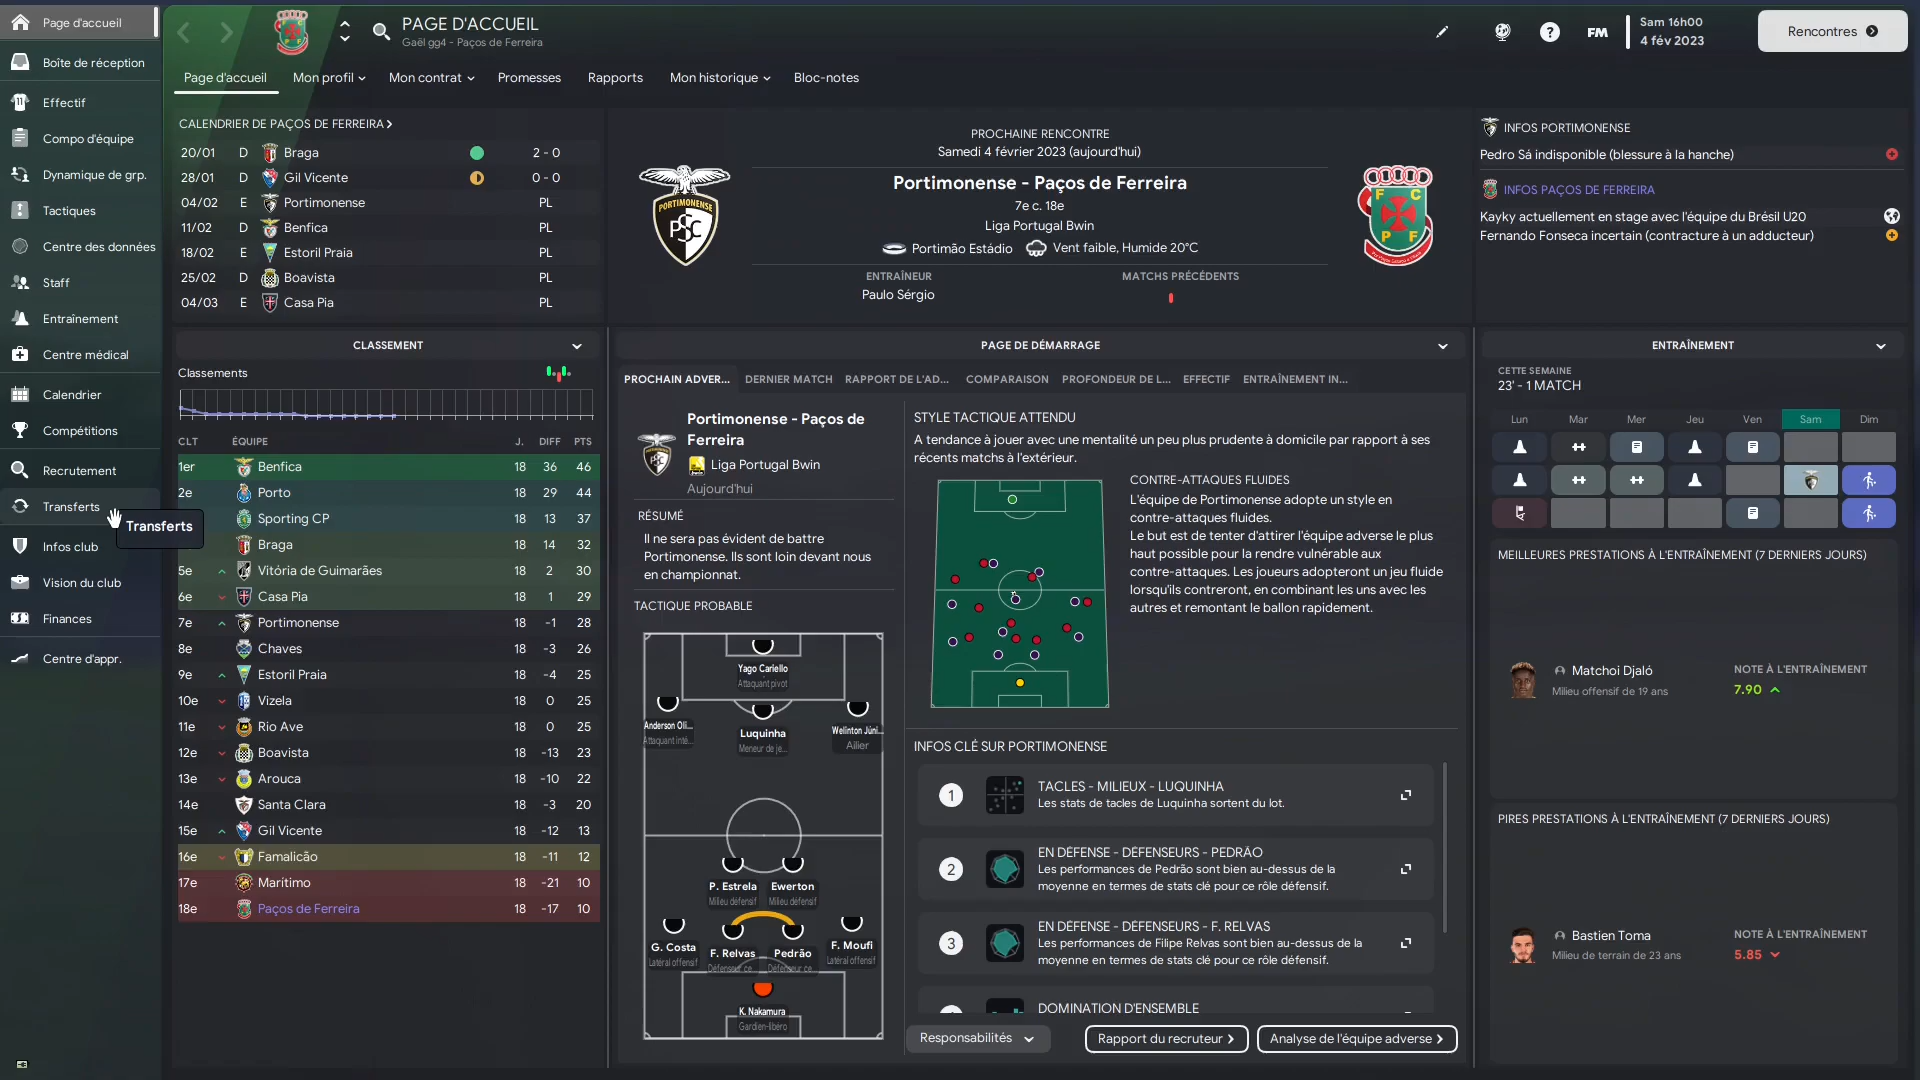 Page d'accueil
Boîte de réception
Effectif
Compo d'équipe
Dynamique de grp.
Tactiques
Centre des données
Staff
Entraînement
Centre médical
Calendrier
Compétitions
Recrutement
Transferts
Transferts
Infos club
Vision du club
Finances
Centre d'appr.
PAGE D'ACCUEIL
Gaël gg4 - Paços de Ferreira
FM
Sam 16h00
4 fév 2023
Rencontres
Page d'accueil Mon profil Mon contrat Promesses Rapports Mon historique Bloc-notes
CALENDRIER DE PAÇOS DE FERREIRA
20/01 D Braga 2 - 0
28/01 D Gil Vicente 0 - 0
04/02 E Portimonense PL
11/02 D Benfica PL
18/02 E Estoril Praia PL
25/02 D Boavista PL
04/03 E Casa Pia PL
PROCHAINE RENCONTRE
Samedi 4 février 2023 (aujourd'hui)
Portimonense - Paços de Ferreira
7e c. 18e
Liga Portugal Bwin
Portimão Estádio Vent faible, Humide 20°C
ENTRAÎNEUR
Paulo Sérgio
MATCHS PRÉCÉDENTS
INFOS PORTIMONENSE
Pedro Sá indisponible (blessure à la hanche)
INFOS PAÇOS DE FERREIRA
Kayky actuellement en stage avec l'équipe du Brésil U20
Fernando Fonseca incertain (contracture à un adducteur)
CLASSEMENT
Classements
CLT ÉQUIPE J. DIFF PTS
1er Benfica 18 36 46
2e Porto 18 29 44
Sporting CP 18 13 37
Braga 18 14 32
5e Vitória de Guimarães 18 2 30
6e Casa Pia 18 1 29
7e Portimonense 18 -1 28
8e Chaves 18 -3 26
9e Estoril Praia 18 -4 25
10e Vizela 18 0 25
11e Rio Ave 18 0 25
12e Boavista 18 -13 23
13e Arouca 18 -10 22
14e Santa Clara 18 -3 20
15e Gil Vicente 18 -12 13
16e Famalicão 18 -11 12
17e Marítimo 18 -21 10
18e Paços de Ferreira 18 -17 10
PAGE DE DÉMARRAGE
PROCHAIN ADVER... DERNIER MATCH RAPPORT DE L'AD... COMPARAISON PROFONDEUR DE L... EFFECTIF ENTRAÎNEMENT IN...
Portimonense - Paços de Ferreira
Liga Portugal Bwin
Aujourd'hui
RÉSUMÉ
Il ne sera pas évident de battre
Portimonense. Ils sont loin devant nous
en championnat.
TACTIQUE PROBABLE
Yago Cariello
Attaquant pivot
Anderson Oli...
Attaquant inté...
Luquinha
Meneur de je...
Welinton Júni...
Ailier
P. Estrela
Milieu défensif
Ewerton
Milieu défensif
G. Costa
Latéral offensif
F. Relvas
Défenseur ce...
Pedrão
Défenseur ce...
F. Moufi
Latéral offensif
K. Nakamura
Gardien-libéro
STYLE TACTIQUE ATTENDU
A tendance à jouer avec une mentalité un peu plus prudente à domicile par rapport à ses
récents matchs à l'extérieur.
CONTRE-ATTAQUES FLUIDES
L'équipe de Portimonense adopte un style en
contre-attaques fluides.
Le but est de tenter d'attirer l'équipe adverse le plus
haut possible pour la rendre vulnérable aux
contre-attaques. Les joueurs adopteront un jeu fluide
lorsqu'ils contreront, en combinant les uns avec les
autres et remontant le ballon rapidement.
INFOS CLÉ SUR PORTIMONENSE
1 TACLES - MILIEUX - LUQUINHA
Les stats de tacles de Luquinha sortent du lot.
2 EN DÉFENSE - DÉFENSEURS - PEDRÃO
Les performances de Pedrão sont bien au-dessus de la
moyenne en termes de stats clé pour ce rôle défensif.
3 EN DÉFENSE - DÉFENSEURS - F. RELVAS
Les performances de Filipe Relvas sont bien au-dessus de la
moyenne en termes de stats clé pour ce rôle défensif.
DOMINATION D'ENSEMBLE
Responsabilités
Rapport du recruteur
Analyse de l'équipe adverse
ENTRAÎNEMENT
CETTE SEMAINE
23' - 1 MATCH
Lun Mar Mer Jeu Ven Sam Dim
MEILLEURES PRESTATIONS À L'ENTRAÎNEMENT (7 DERNIERS JOURS)
Matchoi Djaló
Milieu offensif de 19 ans
NOTE À L'ENTRAÎNEMENT
7.90
PIRES PRESTATIONS À L'ENTRAÎNEMENT (7 DERNIERS JOURS)
Bastien Toma
Milieu de terrain de 23 ans
NOTE À L'ENTRAÎNEMENT
5.85